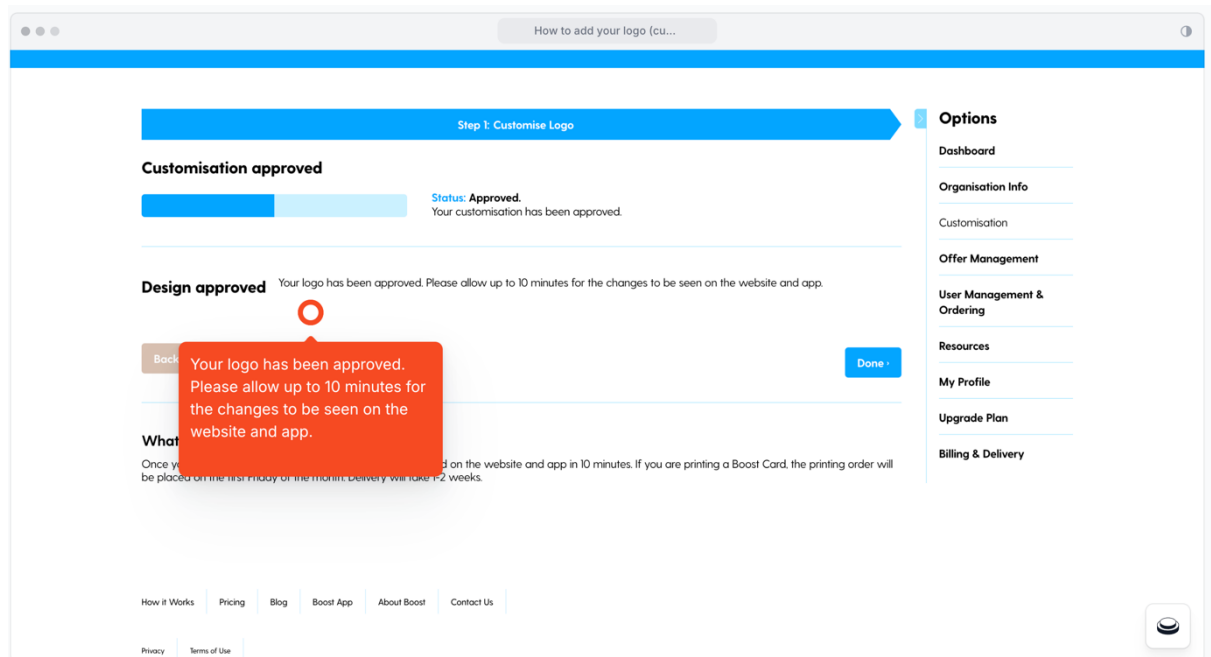 How to add your logo (cu...
Step 1: Customise Logo
Customisation approved
Status: Approved.
Your customisation has been approved.
Design approved
Your logo has been approved. Please allow up to 10 minutes for the changes to be seen on the website and app.
Back
Your logo has been approved.
Please allow up to 10 minutes for
the changes to be seen on the
website and app.
Done ›
What
Once
on the website and app in 10 minutes. If you are printing a Boost Card, the printing order will
be placed on the first Friday of the month. Delivery will take 1-2 weeks.
Options
Dashboard
Organisation Info
Customisation
Offer Management
User Management &
Ordering
Resources
My Profile
Upgrade Plan
Billing & Delivery
How it Works
Pricing
Blog
Boost App
About Boost
Contact Us
Privacy
Terms of Use